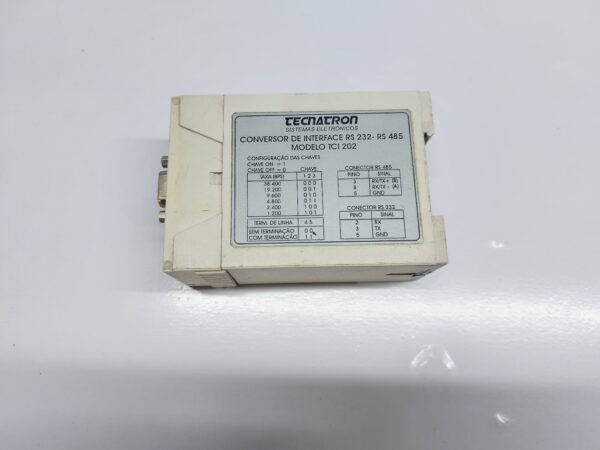 TECNATRON
SISTEMAS ELETRÔNICOS
CONVERSOR DE INTERFACE RS 232- RS 485
MODELO TCI 202
CONFIGURAÇÃO DAS CHAVES
CHAVE ON = 1
CHAVE OFF = 0
TAXA (BPS) CHAVE 1 2 3
38.400 0 0 0
19.200 0 0 1
9.600 0 1 0
4.800 0 1 1
2.400 1 0 0
1.200 1 0 1
TERM. DE LINHA 4 5
SEM TERMINAÇÃO 0 0
COM TERMINAÇÃO 1 1
CONECTOR RS 485
PINO SINAL
3 RX/TX + (B)
8 RX/TX - (A)
5 GND
CONECTOR RS 232
PINO SINAL
2 RX
3 TX
5 GND